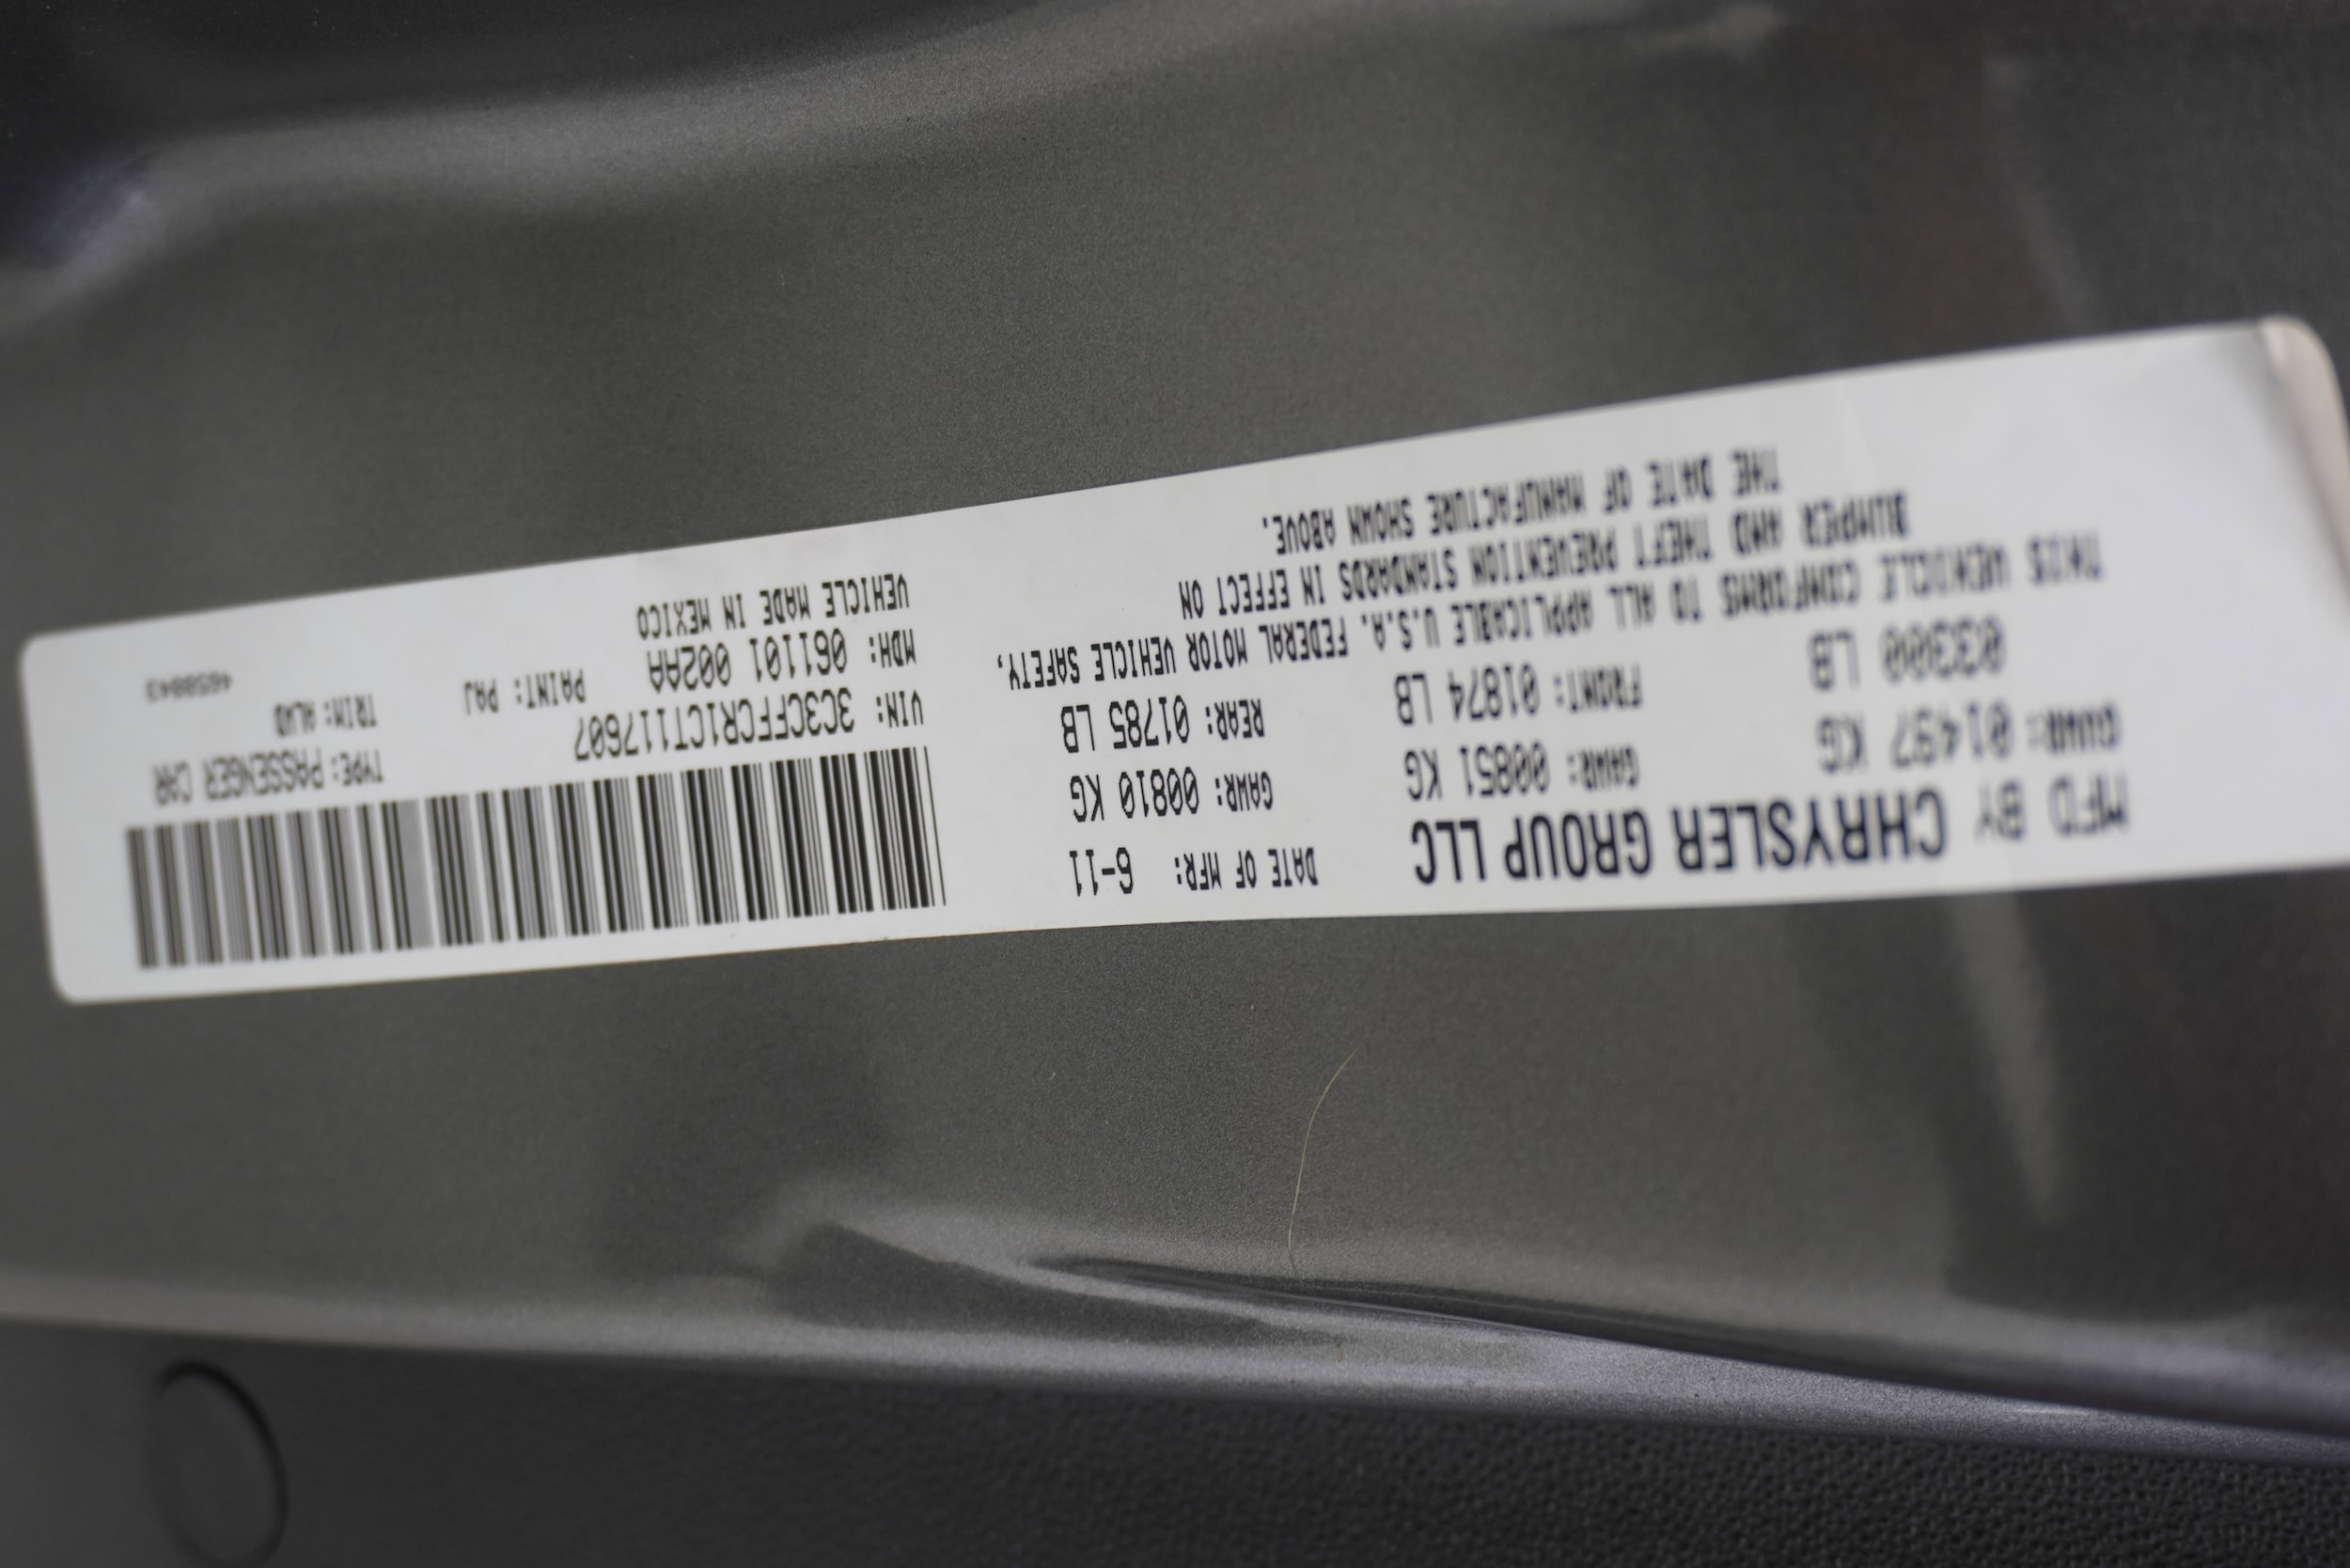 MFD BY CHRYSLER GROUP LLC
DATE OF MFR: 6-11
GVWR: 01497 KG
03300 LB
GAWR: 00851 KG
FRONT: 01874 LB
GAWR: 00810 KG
REAR: 01785 LB
THIS VEHICLE CONFORMS TO ALL APPLICABLE U.S.A. FEDERAL MOTOR VEHICLE SAFETY,
BUMPER AND THEFT PREVENTION STANDARDS IN EFFECT ON
THE DATE OF MANUFACTURE SHOWN ABOVE.
VIN: 3C3CFFCR1CT117607
TYPE: PASSENGER CAR
MDH: 061101 002AA
PAINT: PAJ
TRIM: ALX0
VEHICLE MADE IN MEXICO